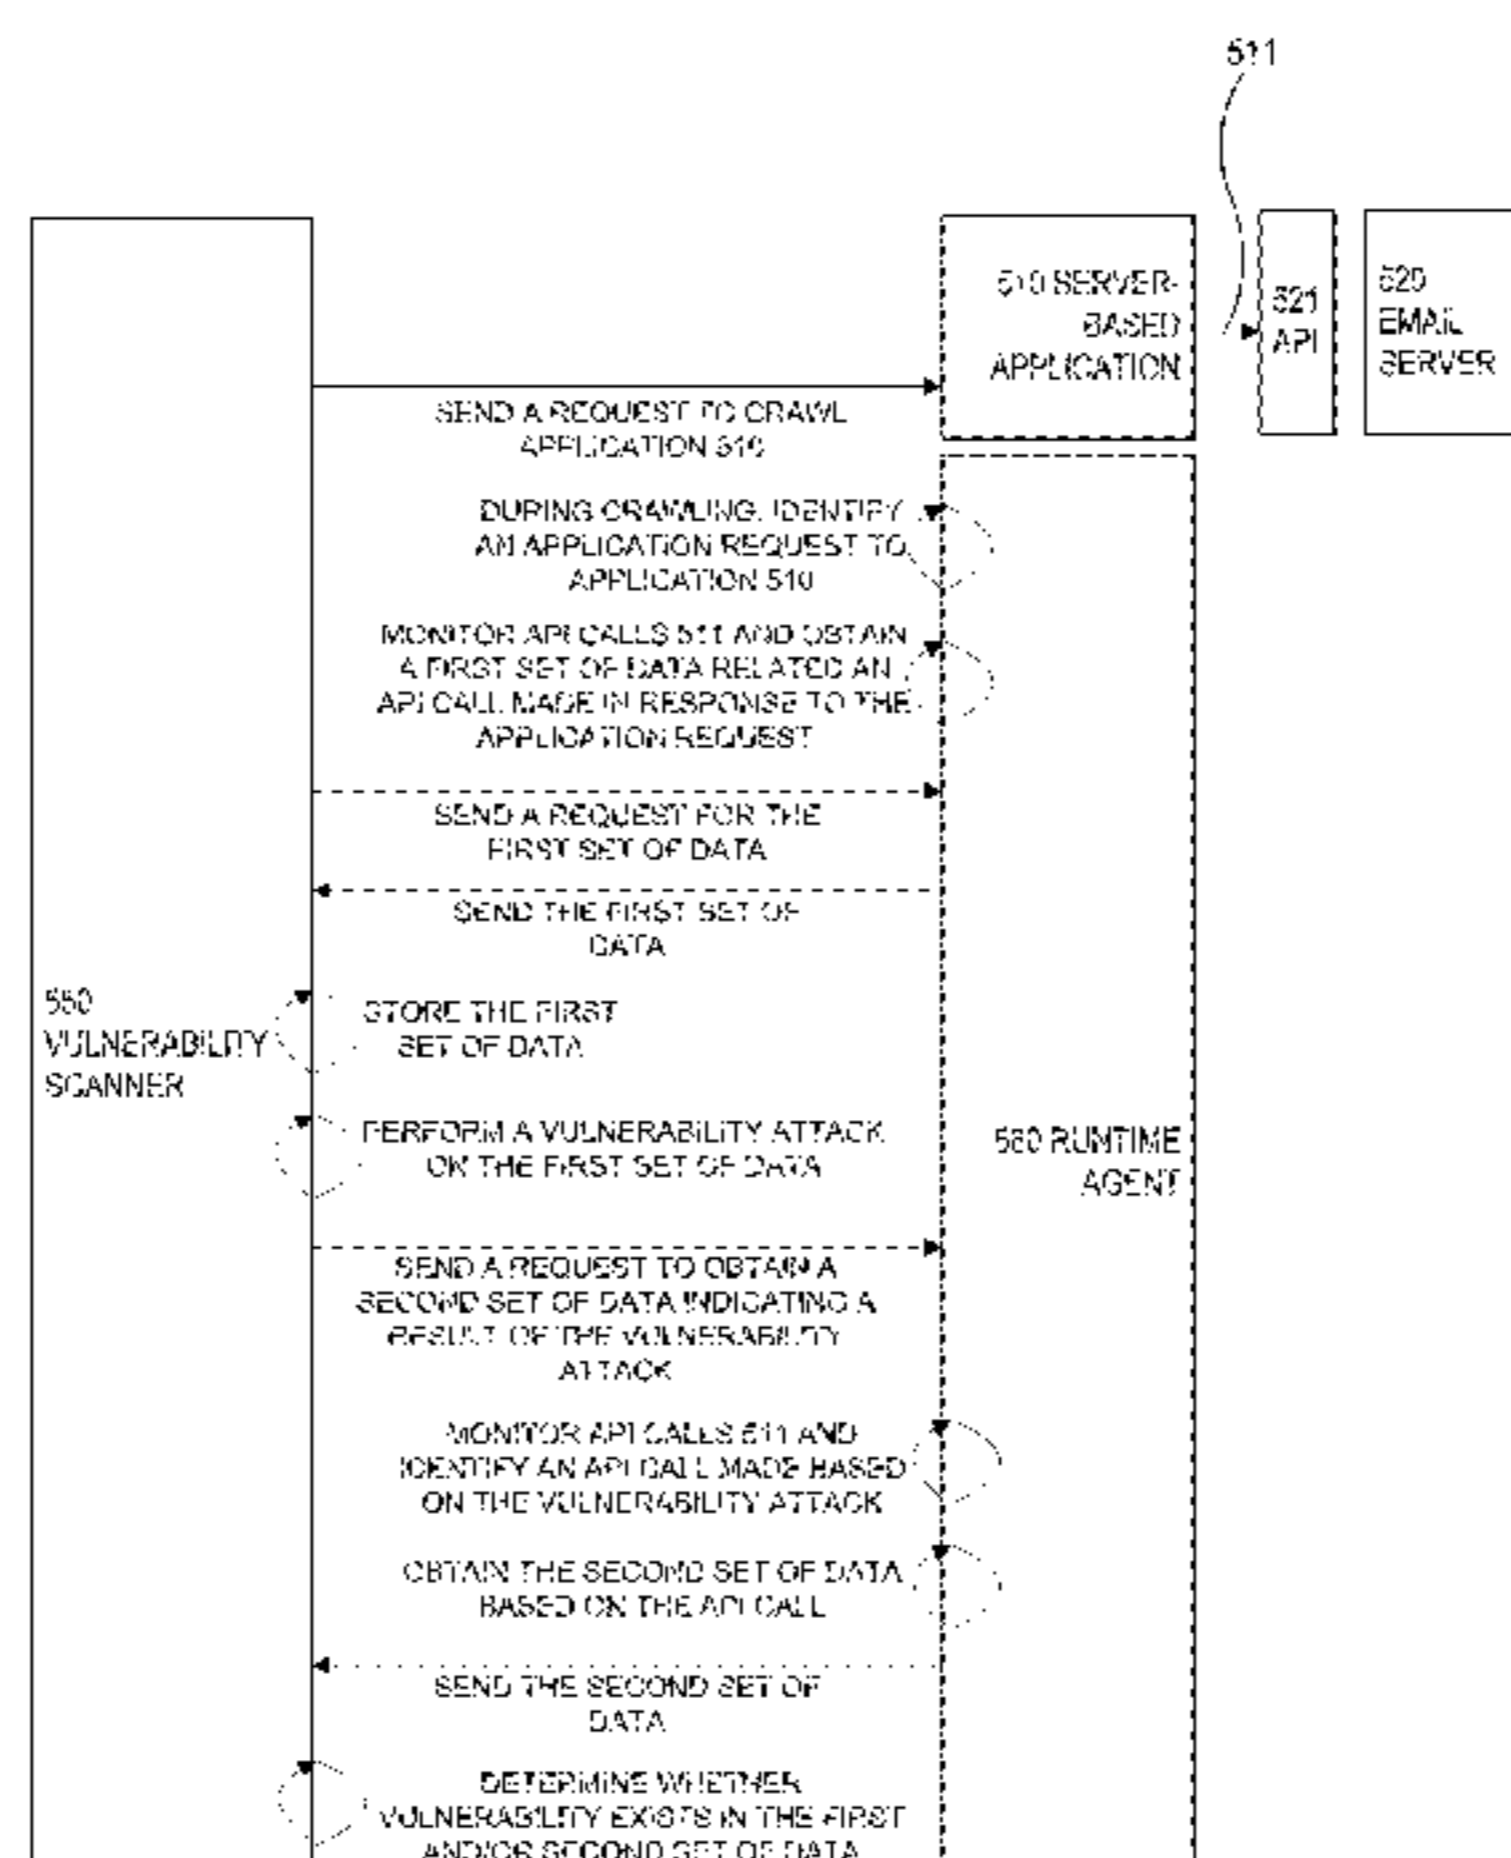 511
510 SERVER-
BASED
APPLICATION
521
API
520
EMAIL
SERVER
SEND A REQUEST TO CRAWL
APPLICATION 510
DURING CRAWLING, IDENTIFY
AN APPLICATION REQUEST TO
APPLICATION 510
MONITOR API CALLS 511 AND OBTAIN
A FIRST SET OF DATA RELATED AN
API CALL MADE IN RESPONSE TO THE
APPLICATION REQUEST
SEND A REQUEST FOR THE
FIRST SET OF DATA
SEND THE FIRST SET OF
DATA
550
VULNERABILITY
SCANNER
STORE THE FIRST
SET OF DATA
PERFORM A VULNERABILITY ATTACK
ON THE FIRST SET OF DATA
560 RUNTIME
AGENT
SEND A REQUEST TO OBTAIN A
SECOND SET OF DATA INDICATING A
RESULT OF THE VULNERABILITY
ATTACK
MONITOR API CALLS 511 AND
IDENTIFY AN API CALL MADE BASED
ON THE VULNERABILITY ATTACK
OBTAIN THE SECOND SET OF DATA
BASED ON THE API CALL
SEND THE SECOND SET OF
DATA
DETERMINE WHETHER
VULNERABILITY EXISTS IN THE FIRST
AND/OR SECOND SET OF DATA